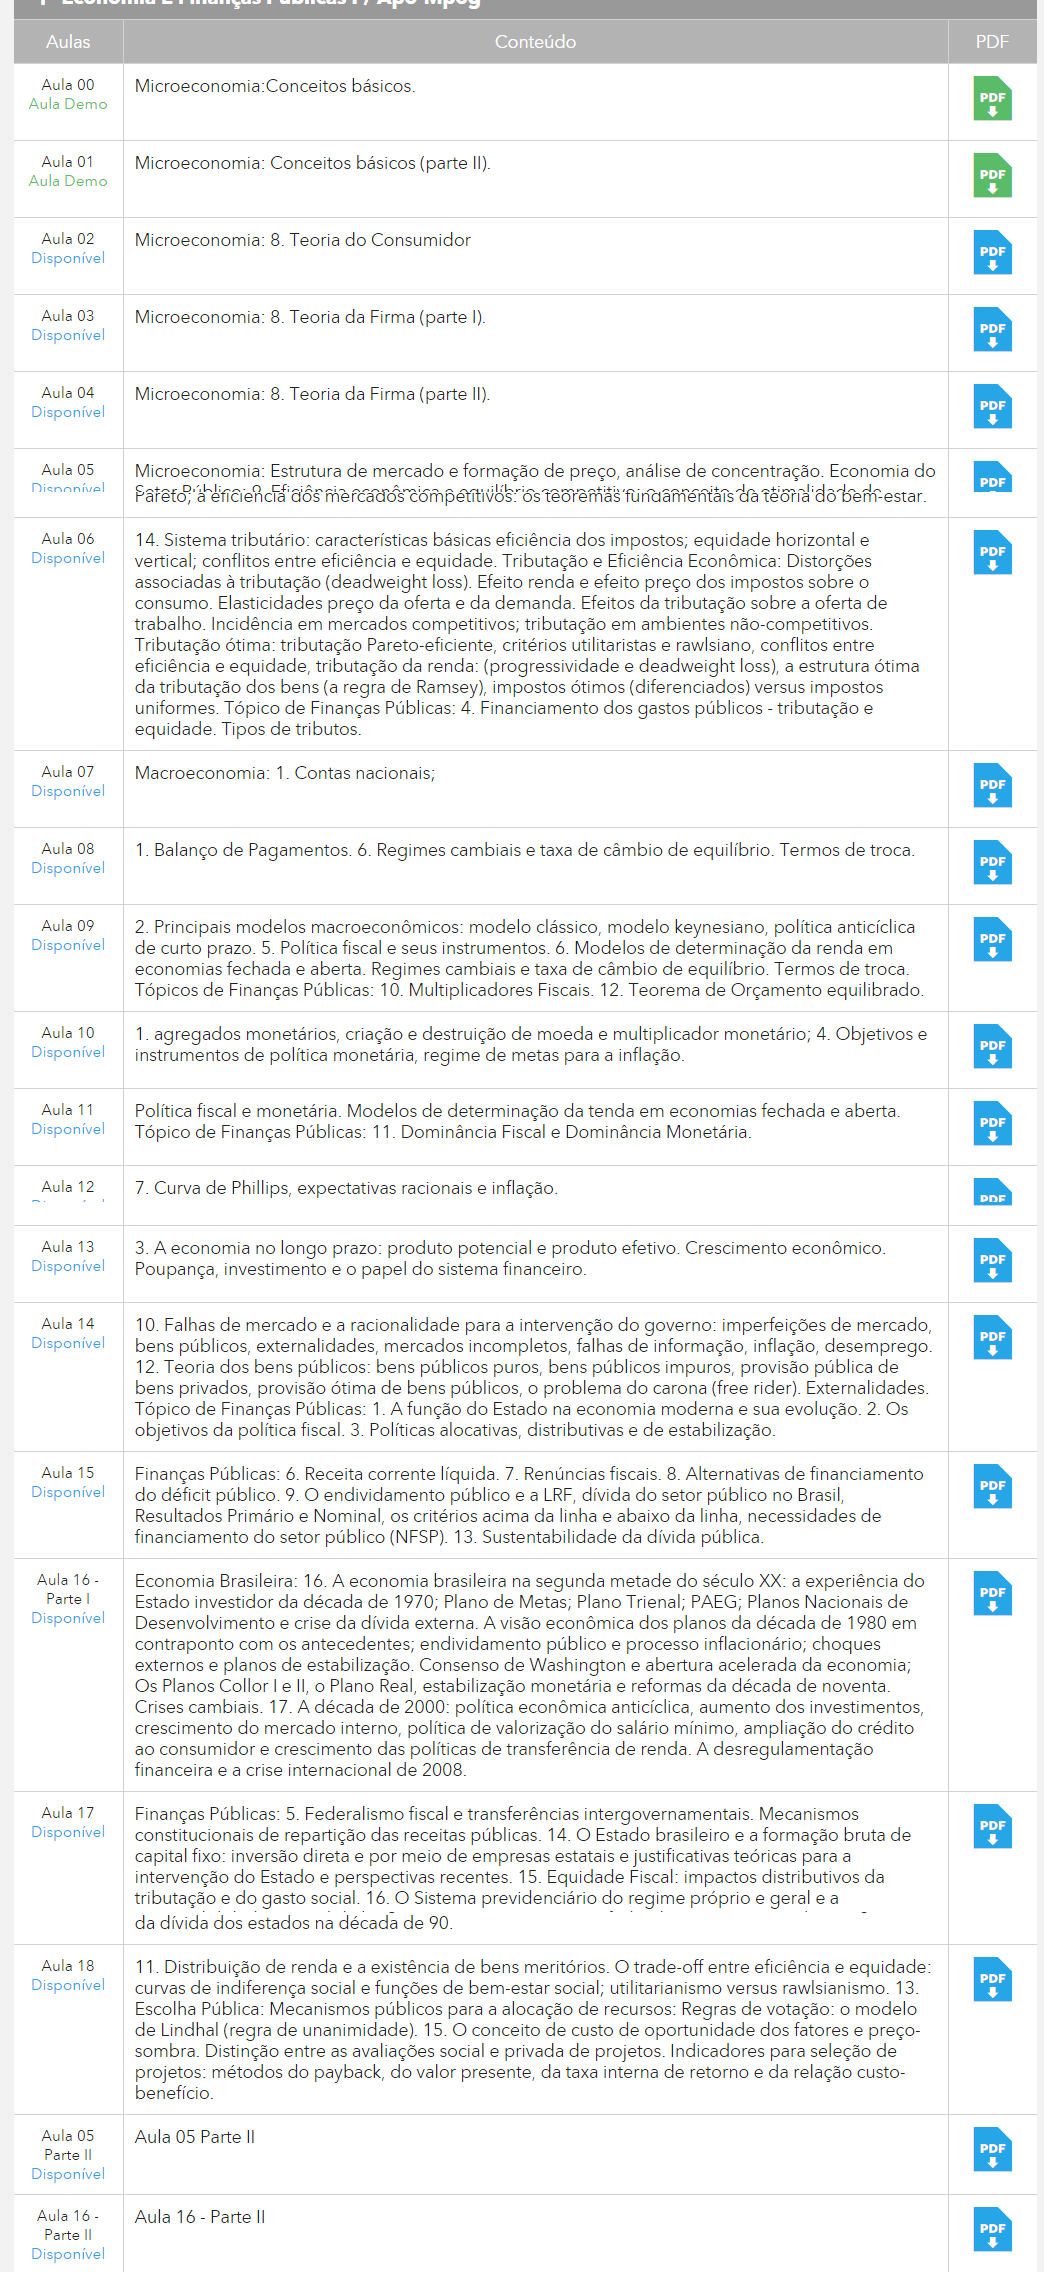 Economia E Finanças Públicas P/ Apo-Mpog
Aulas Conteúdo PDF
Aula 00 Microeconomia:Conceitos básicos.
Aula Demo
PDF
Aula 01 Microeconomia: Conceitos básicos (parte II).
Aula Demo
PDF
Aula 02 Microeconomia: 8. Teoria do Consumidor
Disponível
PDF
Aula 03 Microeconomia: 8. Teoria da Firma (parte I).
Disponível
PDF
Aula 04 Microeconomia: 8. Teoria da Firma (parte II).
Disponível
PDF
Aula 05 Microeconomia: Estrutura de mercado e formação de preço, análise de concentração. Economia do
Disponível
PDF
Pareto; a eficiência dos mercados competitivos: os teoremas fundamentais da teoria do bem-estar.
Aula 06
Disponível
14. Sistema tributário: características básicas eficiência dos impostos; equidade horizontal e
vertical; conflitos entre eficiência e equidade. Tributação e Eficiência Econômica: Distorções
associadas à tributação (deadweight loss). Efeito renda e efeito preço dos impostos sobre o
consumo. Elasticidades preço da oferta e da demanda. Efeitos da tributação sobre a oferta de
trabalho. Incidência em mercados competitivos; tributação em ambientes não-competitivos.
Tributação ótima: tributação Pareto-eficiente, critérios utilitaristas e rawlsiano, conflitos entre
eficiência e equidade, tributação da renda: (progressividade e deadweight loss), a estrutura ótima
da tributação dos bens (a regra de Ramsey), impostos ótimos (diferenciados) versus impostos
uniformes. Tópico de Finanças Públicas: 4. Financiamento dos gastos públicos - tributação e
equidade. Tipos de tributos.
PDF
Aula 07 Macroeconomia: 1. Contas nacionais;
Disponível
PDF
Aula 08 1. Balanço de Pagamentos. 6. Regimes cambiais e taxa de câmbio de equilíbrio. Termos de troca.
Disponível
PDF
Aula 09
Disponível
2. Principais modelos macroeconômicos: modelo clássico, modelo keynesiano, política anticíclica
de curto prazo. 5. Política fiscal e seus instrumentos. 6. Modelos de determinação da renda em
economias fechada e aberta. Regimes cambiais e taxa de câmbio de equilíbrio. Termos de troca.
Tópicos de Finanças Públicas: 10. Multiplicadores Fiscais. 12. Teorema de Orçamento equilibrado.
PDF
Aula 10
Disponível
1. agregados monetários, criação e destruição de moeda e multiplicador monetário; 4. Objetivos e
instrumentos de política monetária, regime de metas para a inflação.
PDF
Aula 11
Disponível
Política fiscal e monetária. Modelos de determinação da tenda em economias fechada e aberta.
Tópico de Finanças Públicas: 11. Dominância Fiscal e Dominância Monetária.
PDF
Aula 12 7. Curva de Phillips, expectativas racionais e inflação.
PDF
Aula 13
Disponível
3. A economia no longo prazo: produto potencial e produto efetivo. Crescimento econômico.
Poupança, investimento e o papel do sistema financeiro.
PDF
Aula 14
Disponível
10. Falhas de mercado e a racionalidade para a intervenção do governo: imperfeições de mercado,
bens públicos, externalidades, mercados incompletos, falhas de informação, inflação, desemprego.
12. Teoria dos bens públicos: bens públicos puros, bens públicos impuros, provisão pública de
bens privados, provisão ótima de bens públicos, o problema do carona (free rider). Externalidades.
Tópico de Finanças Públicas: 1. A função do Estado na economia moderna e sua evolução. 2. Os
objetivos da política fiscal. 3. Políticas alocativas, distributivas e de estabilização.
PDF
Aula 15
Disponível
Finanças Públicas: 6. Receita corrente líquida. 7. Renúncias fiscais. 8. Alternativas de financiamento
do déficit público. 9. O endividamento público e a LRF, dívida do setor público no Brasil,
Resultados Primário e Nominal, os critérios acima da linha e abaixo da linha, necessidades de
financiamento do setor público (NFSP). 13. Sustentabilidade da dívida pública.
PDF
Aula 16 -
Parte I
Disponível
Economia Brasileira: 16. A economia brasileira na segunda metade do século XX: a experiência do
Estado investidor da década de 1970; Plano de Metas; Plano Trienal; PAEG; Planos Nacionais de
Desenvolvimento e crise da dívida externa. A visão econômica dos planos da década de 1980 em
contraponto com os antecedentes; endividamento público e processo inflacionário; choques
externos e planos de estabilização. Consenso de Washington e abertura acelerada da economia;
Os Planos Collor I e II, o Plano Real, estabilização monetária e reformas da década de noventa.
Crises cambiais. 17. A década de 2000: política econômica anticíclica, aumento dos investimentos,
crescimento do mercado interno, política de valorização do salário mínimo, ampliação do crédito
ao consumidor e crescimento das políticas de transferência de renda. A desregulamentação
financeira e a crise internacional de 2008.
PDF
Aula 17
Disponível
Finanças Públicas: 5. Federalismo fiscal e transferências intergovernamentais. Mecanismos
constitucionais de repartição das receitas públicas. 14. O Estado brasileiro e a formação bruta de
capital fixo: inversão direta e por meio de empresas estatais e justificativas teóricas para a
intervenção do Estado e perspectivas recentes. 15. Equidade Fiscal: impactos distributivos da
tributação e do gasto social. 16. O Sistema previdenciário do regime próprio e geral e a
da dívida dos estados na década de 90.
PDF
Aula 18
Disponível
11. Distribuição de renda e a existência de bens meritórios. O trade-off entre eficiência e equidade:
curvas de indiferença social e funções de bem-estar social; utilitarianismo versus rawlsianismo. 13.
Escolha Pública: Mecanismos públicos para a alocação de recursos: Regras de votação: o modelo
de Lindhal (regra de unanimidade). 15. O conceito de custo de oportunidade dos fatores e preço-
sombra. Distinção entre as avaliações social e privada de projetos. Indicadores para seleção de
projetos: métodos do payback, do valor presente, da taxa interna de retorno e da relação custo-
benefício.
PDF
Aula 05
Parte II
Disponível
Aula 05 Parte II
PDF
Aula 16 -
Parte II
Disponível
Aula 16 - Parte II
PDF